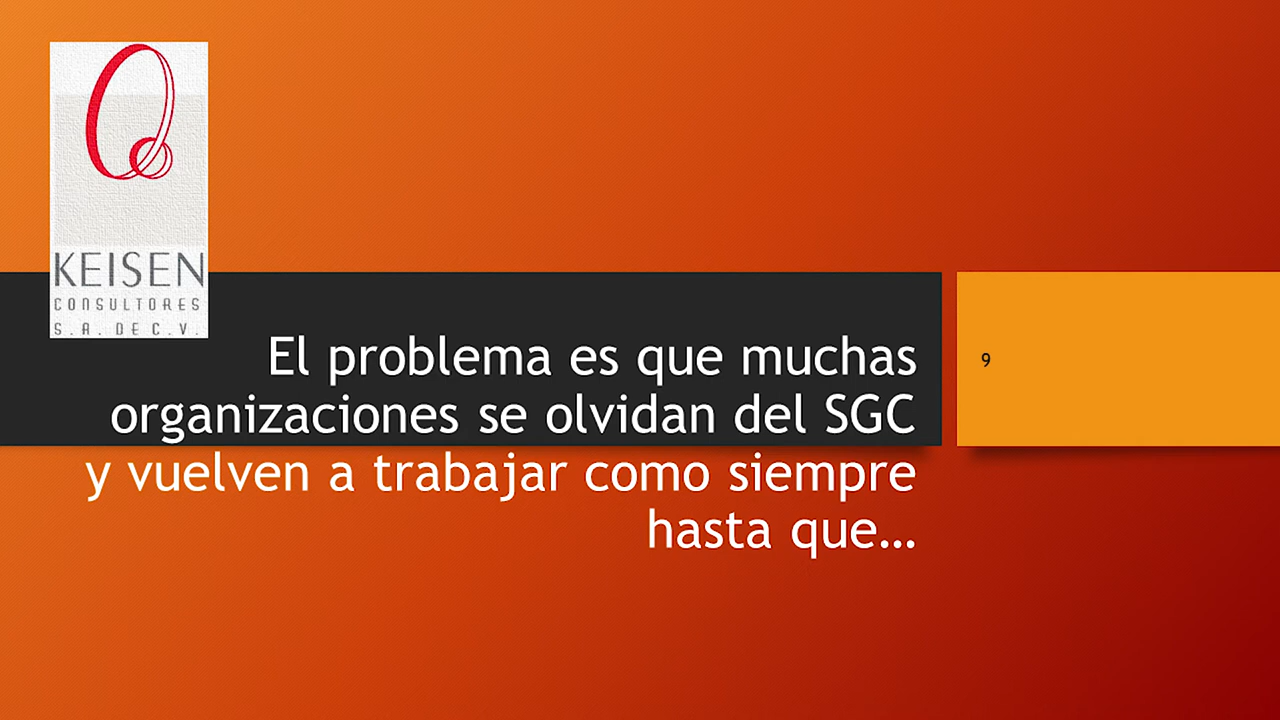 KEISEN
CONSULTORES
S.A. DE C.V.
El problema es que muchas
organizaciones se olvidan del SGC
y vuelven a trabajar como siempre
hasta que…
9